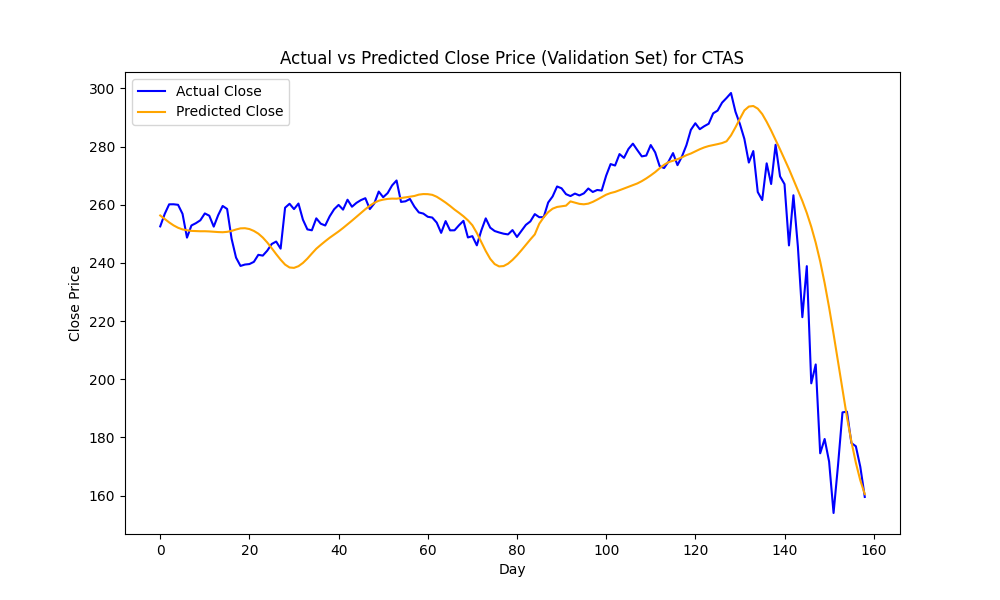 Actual vs Predicted Close Price (Validation Set) for CTAS
Actual Close
Predicted Close
Close Price
300
280
260
240
220
200
180
160
0 20 40 60 80 100 120 140 160
Day